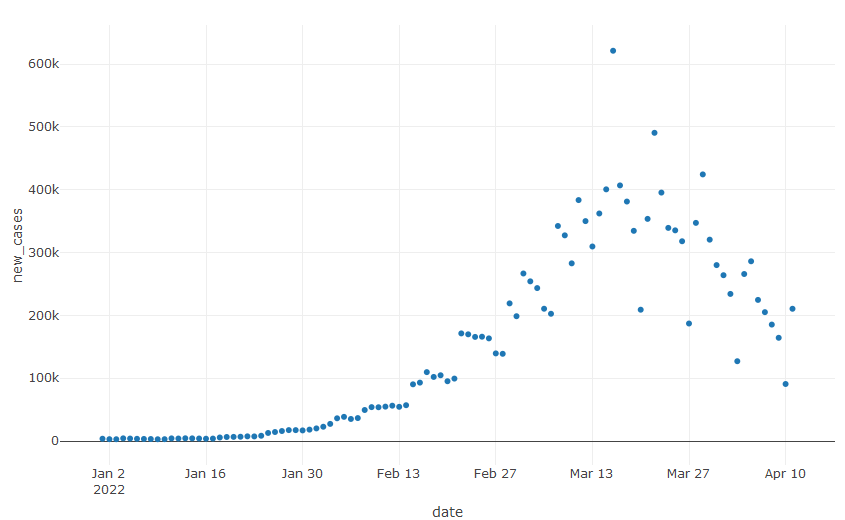 600k
500k
400k
300k
200k
100k
0
new_cases
Jan 2
2022
Jan 16
Jan 30
Feb 13
Feb 27
Mar 13
Mar 27
Apr 10
date